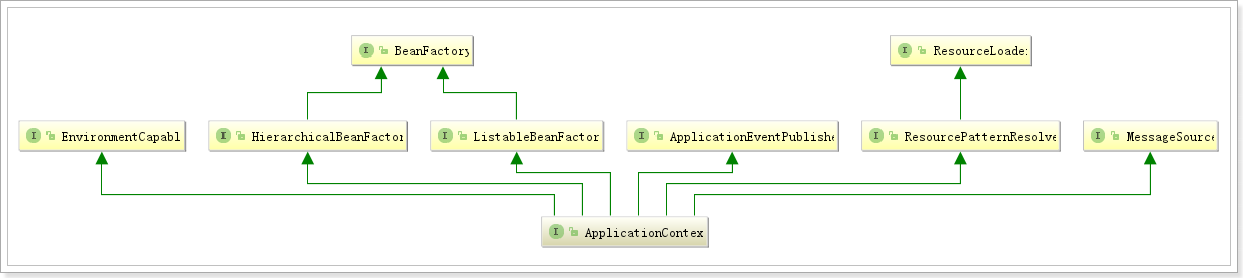 I BeanFactory
I ResourceLoade
I EnvironmentCapabl
I HierarchicalBeanFactor
I ListableBeanFactor
I ApplicationEventPublishe
I ResourcePatternResolve
I MessageSource
I ApplicationContex